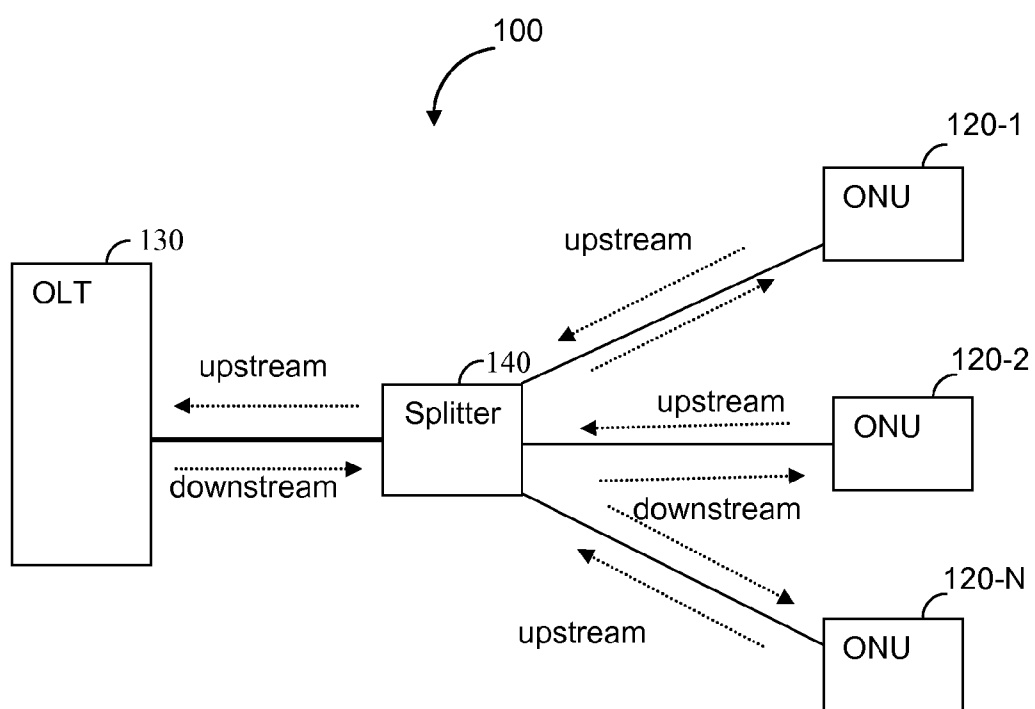 100
120-1
ONU
upstream
130
OLT
120-2
upstream
140
upstream
Splitter
ONU
downstream
downstream
120-N
upstream
ONU